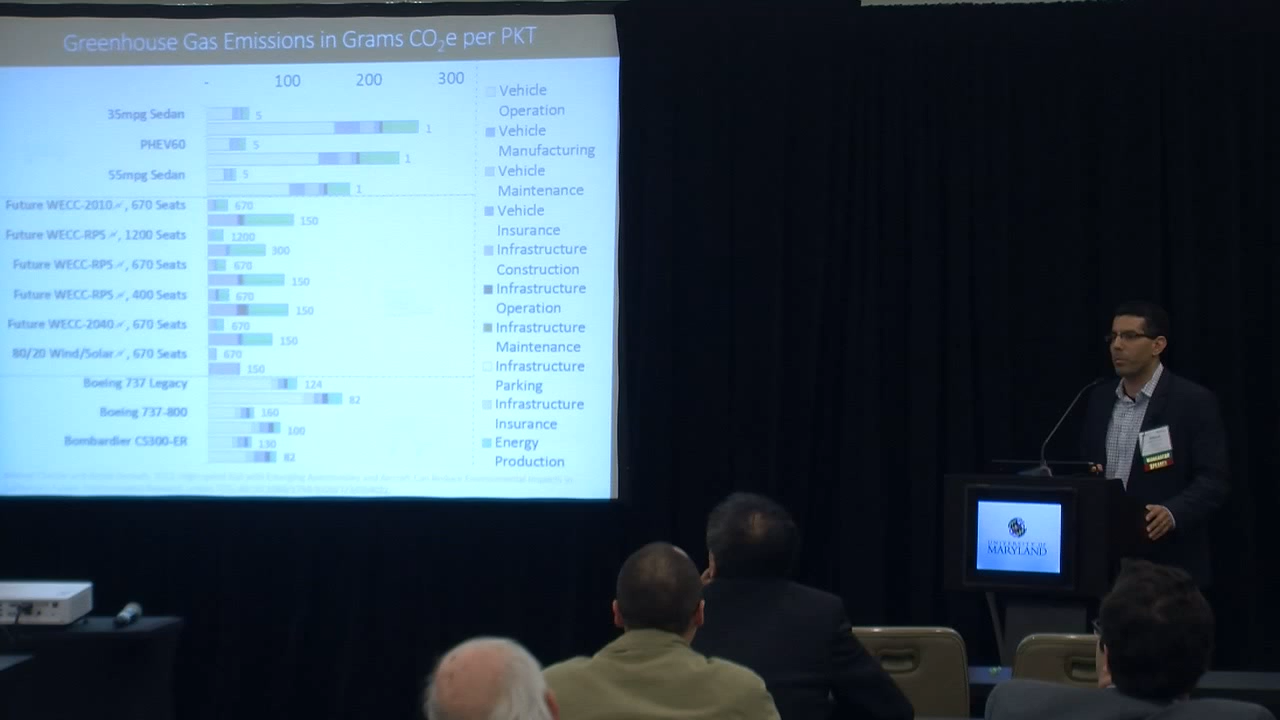 Greenhouse Gas Emissions in Grams CO2e per PKT
- 100 200 300
35mpg Sedan 5
1
PHEV60 5
1
55mpg Sedan 5
1
Future WECC-2010, 670 Seats 670
150
Future WECC-RPS, 1200 Seats 1200
300
Future WECC-RPS, 670 Seats 670
150
Future WECC-RPS, 400 Seats 670
150
Future WECC-2040, 670 Seats 670
150
80/20 Wind/Solar, 670 Seats 670
150
Boeing 737 Legacy 124
82
Boeing 737-800 160
100
Bombardier CS300-ER 130
82
Vehicle
Operation
Vehicle
Manufacturing
Vehicle
Maintenance
Vehicle
Insurance
Infrastructure
Construction
Infrastructure
Operation
Infrastructure
Maintenance
Infrastructure
Parking
Infrastructure
Insurance
Energy
Production
UNIVERSITY OF
MARYLAND
SPEAKER